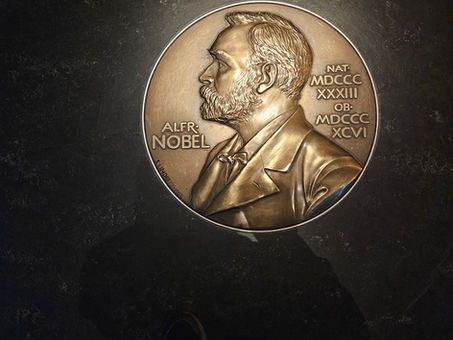 ALFR·
NOBEL
NAT·
MDCCC
XXXIII
OB·
MDCCC
XCVI